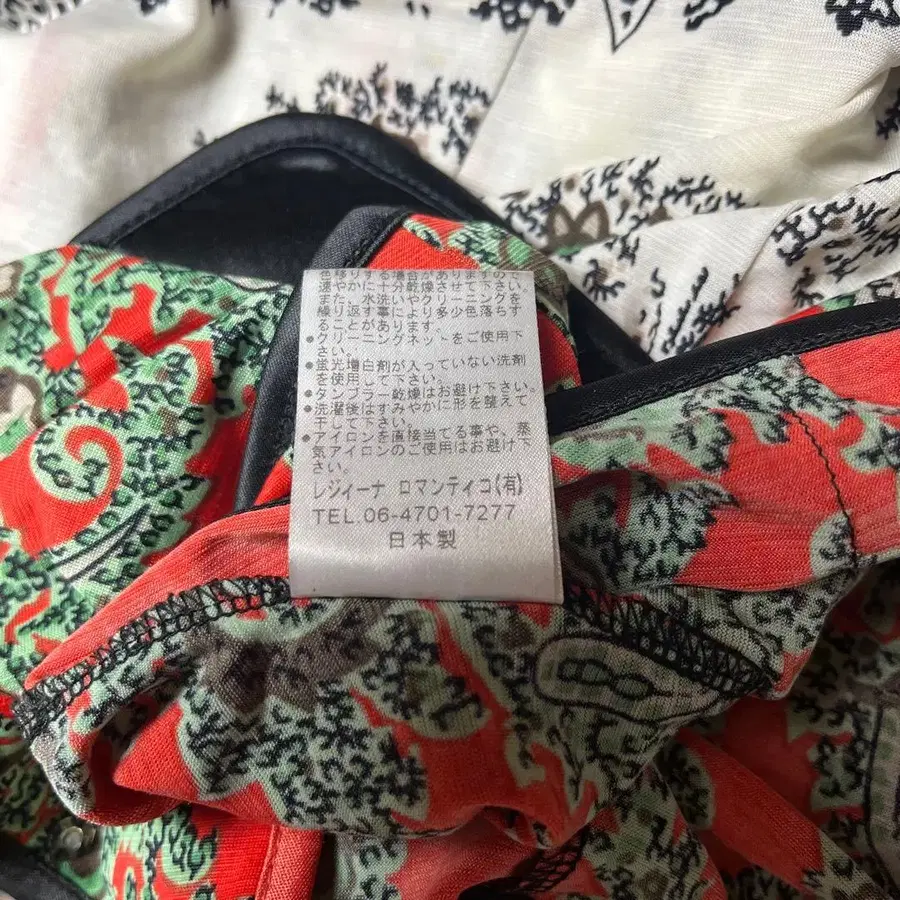 色移りする場合がありますので
速やかに十分乾燥させて下さい。
また、水洗いやクリーニングを
繰り返す事により多少色落ちす
ることがあります。
●クリーニングネットをご使用下
さい。
●蛍光増白剤が入っていない洗剤
を使用して下さい。
●タンブラー乾燥はお避け下さい。
●洗濯後はすみやかに形を整えて
干して下さい。
●アイロンを直接当てる事や、蒸
気アイロンのご使用はお避け下
さい。
レジィーナ ロマンティコ(有)
TEL.06-4701-7277
日本製